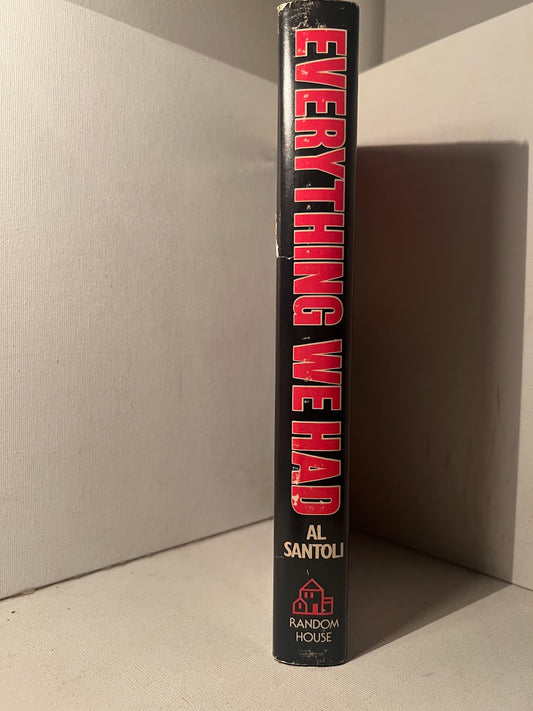 EVERYTHING WE HAD
AL
SANTOLI
RANDOM
HOUSE